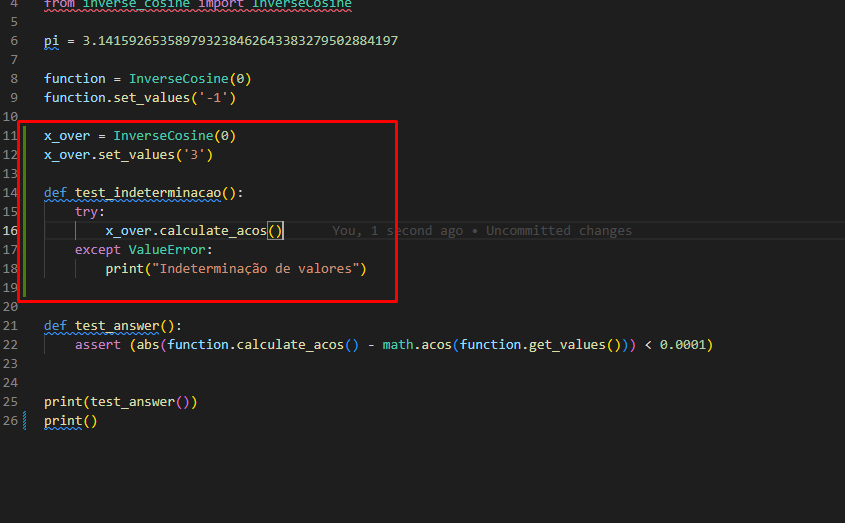 4 from inverse_cosine import InverseCosine
5
6 pi = 3.1415926535897932384626433832795028​84197
7
8 function = InverseCosine(0)
9 function.set_values('-1')
10
11 x_over = InverseCosine(0)
12 x_over.set_values('3')
13
14 def test_indeterminacao():
15 try:
16 x_over.calculate_acos() You, 1 second ago • Uncommitted changes
17 except ValueError:
18 print("Indeterminação de valores")
19
20
21 def test_answer():
22 assert (abs(function.calculate_acos() - math.acos(function.get_values())) < 0.0001)
23
24
25 print(test_answer())
26 print()